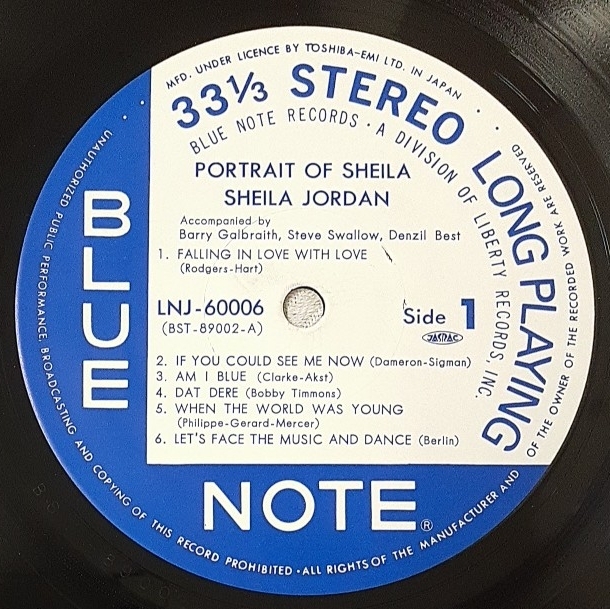 MFD. UNDER LICENCE BY TOSHIBA-EMI LTD. IN JAPAN
33⅓ STEREO LONG PLAYING
BLUE NOTE RECORDS • A DIVISION OF LIBERTY RECORDS, INC.
PORTRAIT OF SHEILA
SHEILA JORDAN
Accompanied by
Barry Galbraith, Steve Swallow, Denzil Best
1. FALLING IN LOVE WITH LOVE
(Rodgers-Hart)
LNJ-60006
(BST-89002-A)
Side 1
JASRAC
2. IF YOU COULD SEE ME NOW (Dameron-Sigman)
3. AM I BLUE (Clarke-Akst)
4. DAT DERE (Bobby Timmons)
5. WHEN THE WORLD WAS YOUNG
(Philippe-Gerard-Mercer)
6. LET'S FACE THE MUSIC AND DANCE (Berlin)
BLUE
NOTE®
UNAUTHORIZED PUBLIC PERFORMANCE, BROADCASTING AND COPYING OF THIS RECORD PROHIBITED • ALL RIGHTS OF THE MANUFACTURER AND OF THE OWNER OF THE RECORDED WORK ARE RESERVED